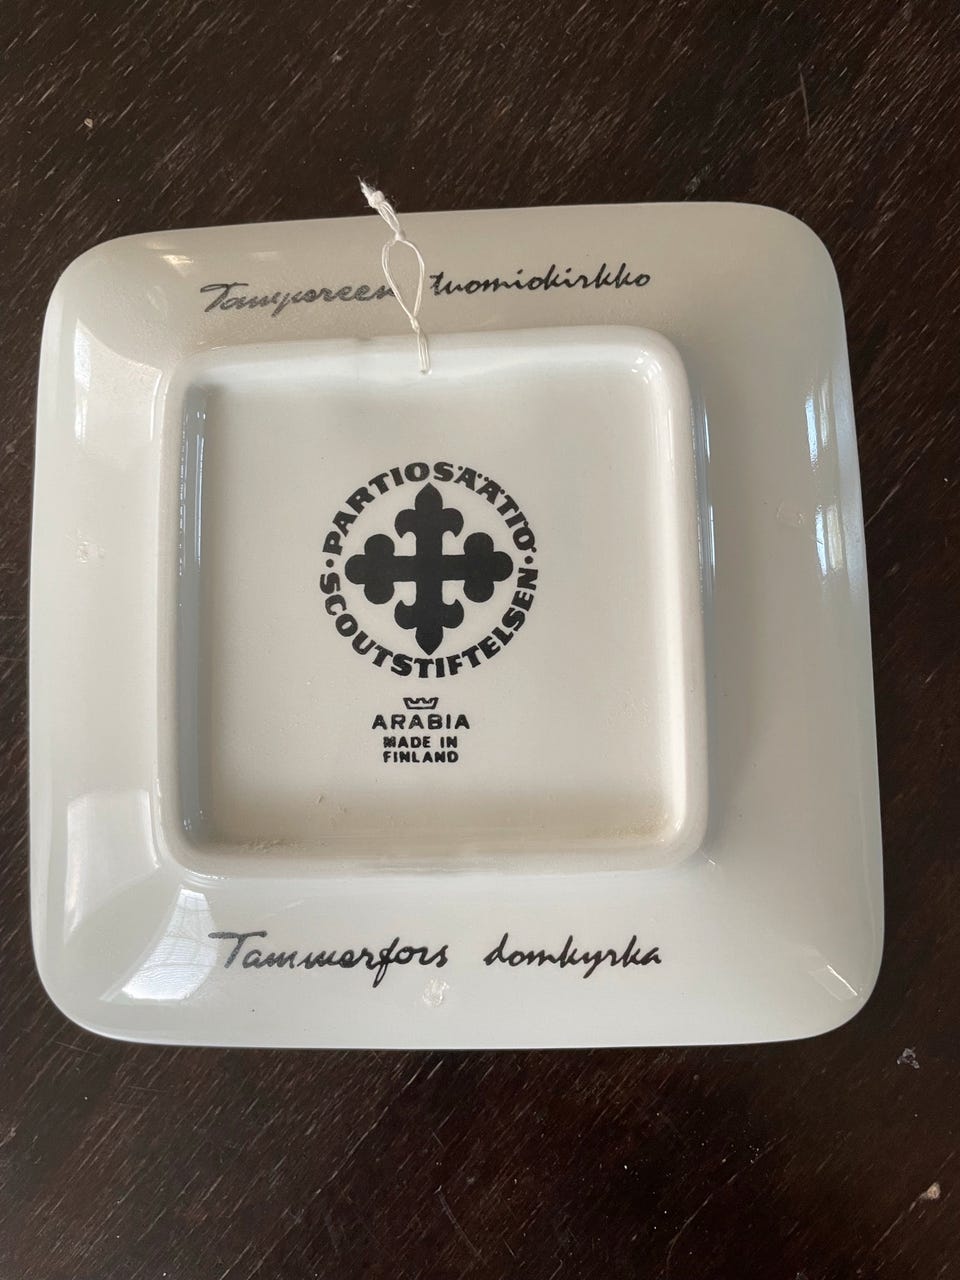 Tampereen tuomiokirkko
PARTIOSÄÄTIÖ · SCOUTSTIFTELSEN ·
ARABIA
MADE IN
FINLAND
Tammerfors domkyrka